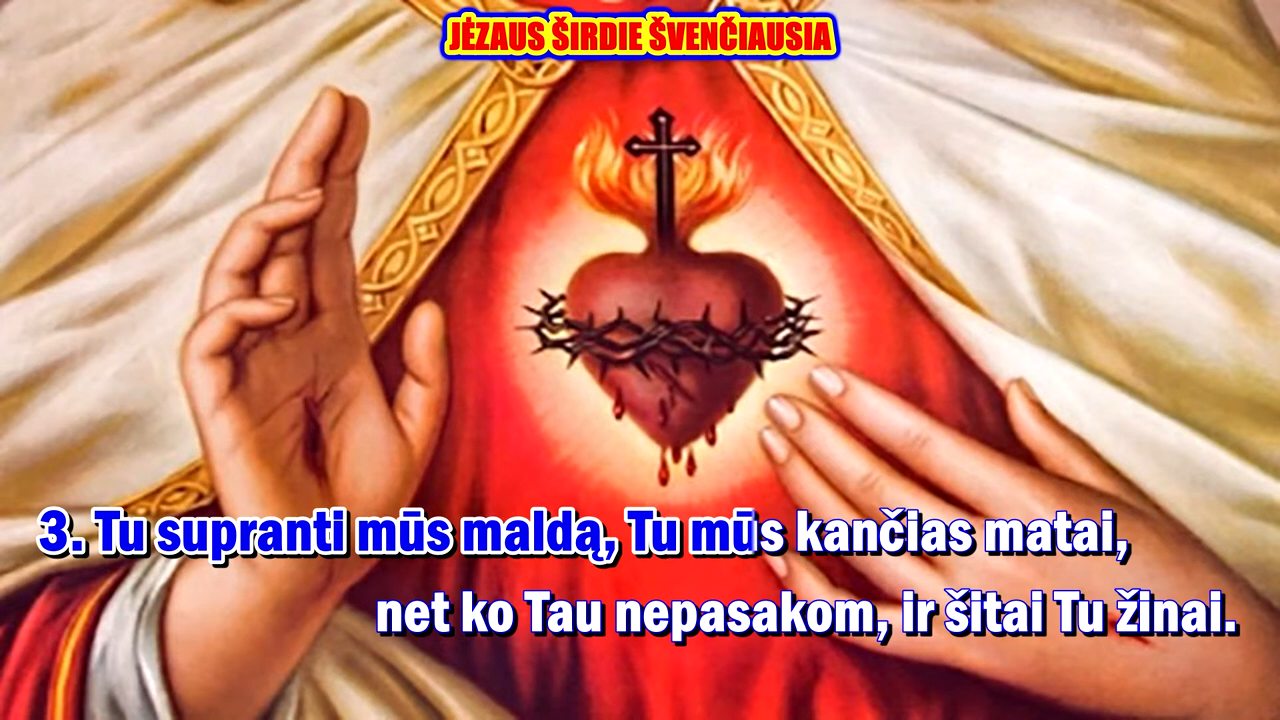 JĖZAUS ŠIRDIE ŠVENČIAUSIA
3. Tu supranti mūs maldą, Tu mūs kančias matai,
net ko Tau nepasakom, ir šitai Tu žinai.